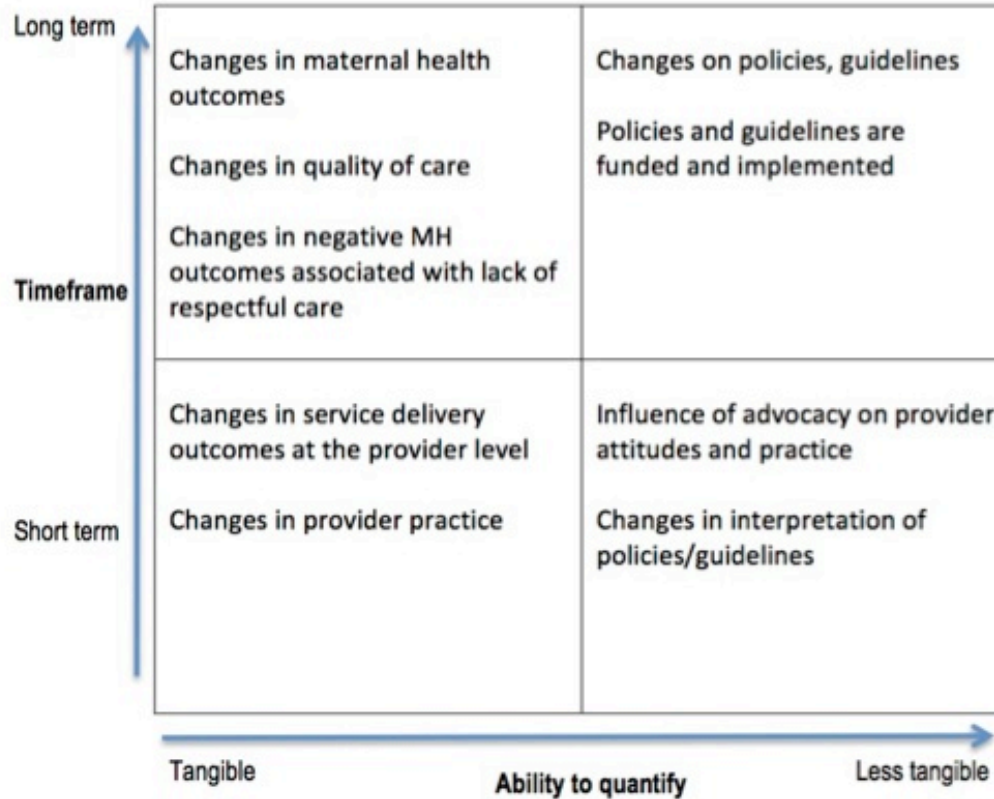 Long term
Changes in maternal health
outcomes
Changes in quality of care
Changes in negative MH
outcomes associated with lack of
respectful care
Changes on policies, guidelines
Policies and guidelines are
funded and implemented
Timeframe
Changes in service delivery
outcomes at the provider level
Changes in provider practice
Influence of advocacy on provider
attitudes and practice
Changes in interpretation of
policies/guidelines
Short term
Tangible
Ability to quantify
Less tangible